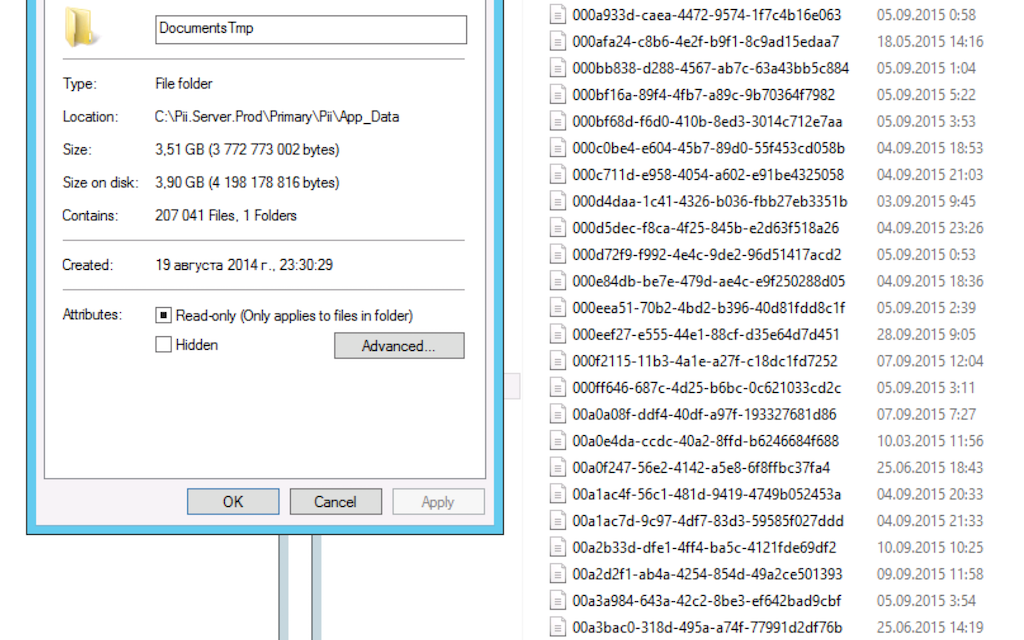 DocumentsTmp
Type: File folder
Location: C:\Pii.Server.Prod\Primary\Pii\App_Data
Size: 3,51 GB (3 772 773 002 bytes)
Size on disk: 3,90 GB (4 198 178 816 bytes)
Contains: 207 041 Files, 1 Folders
Created: 19 августа 2014 г., 23:30:29
Attributes: Read-only (Only applies to files in folder)
Hidden Advanced...
OK Cancel Apply
000a933d-caea-4472-9574-1f7c4b16e063 05.09.2015 0:58
000afa24-c8b6-4e2f-b9f1-8c9ad15edaa7 18.05.2015 14:16
000bb838-d288-4567-ab7c-63a43bb5c884 05.09.2015 1:04
000bf16a-89f4-4fb7-a89c-9b70364f7982 05.09.2015 5:22
000bf68d-f6d0-410b-8ed3-3014c712e7aa 05.09.2015 3:53
000c0be4-e604-45b7-89d0-55f453cd058b 04.09.2015 18:53
000c711d-e958-4054-a602-e91be4325058 04.09.2015 21:03
000d4daa-1c41-4326-b036-fbb27eb3351b 03.09.2015 9:45
000d5dec-f8ca-4f25-845b-e2d63f518a26 04.09.2015 23:26
000d72f9-f992-4e4c-9de2-96d51417acd2 05.09.2015 0:53
000e84db-be7e-479d-ae4c-e9f250288d05 04.09.2015 18:36
000eea51-70b2-4bd2-b396-40d81fdd8c1f 05.09.2015 2:39
000eef27-e555-44e1-88cf-d35e64d7d451 28.09.2015 9:05
000f2115-11b3-4a1e-a27f-c18dc1fd7252 07.09.2015 12:04
000ff646-687c-4d25-b6bc-0c621033cd2c 05.09.2015 3:11
00a0a08f-ddf4-40df-a97f-193327681d86 07.09.2015 7:27
00a0e4da-ccdc-40a2-8ffd-b6246684f688 10.03.2015 11:56
00a0f247-56e2-4142-a5e8-6f8ffbc37fa4 25.06.2015 18:43
00a1ac4f-56c1-481d-9419-4749b052453a 04.09.2015 20:33
00a1ac7d-9c97-4df7-83d3-59585f027ddd 04.09.2015 21:33
00a2b33d-dfe1-4ff4-ba5c-4121fde69df2 10.09.2015 10:25
00a2d2f1-ab4a-4254-854d-49a2ce501393 09.09.2015 11:58
00a3a984-643a-42c2-8be3-ef642bad9cbf 05.09.2015 3:54
00a3bac0-318d-495a-a74f-77991d2df76b 25.06.2015 14:19